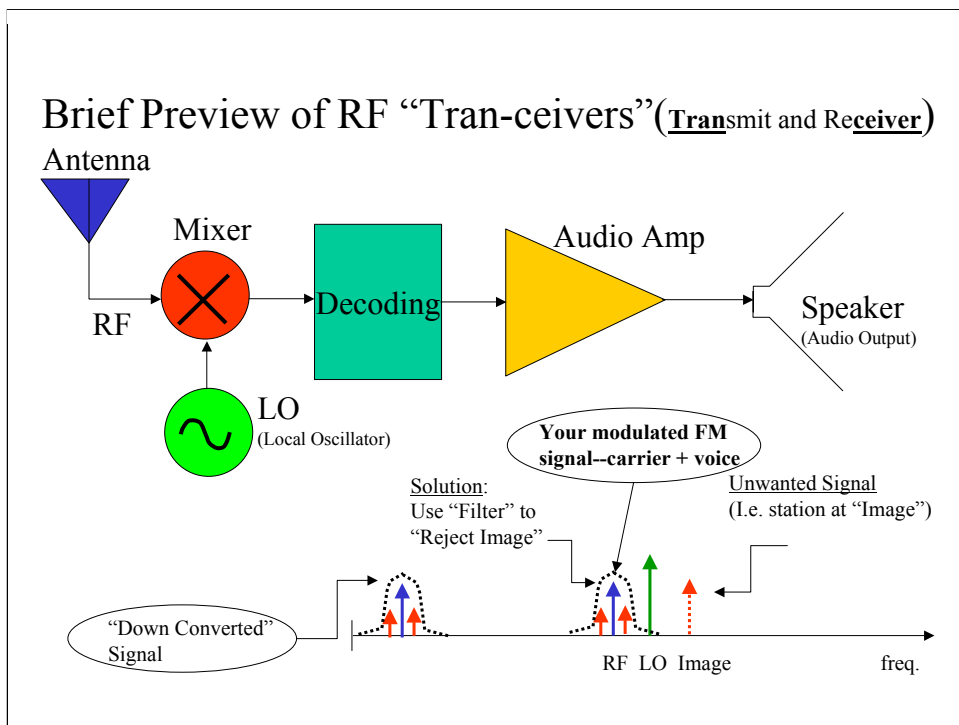 Brief Preview of RF “Tran-ceivers”(Transmit and Receiver)
Antenna
Mixer
Audio Amp
Decoding
RF
Speaker
(Audio Output)
LO
(Local Oscillator)
Your modulated FM
signal--carrier + voice
Solution:
Use “Filter” to
“Reject Image”
Unwanted Signal
(I.e. station at “Image”)
“Down Converted”
Signal
RF LO Image
freq.